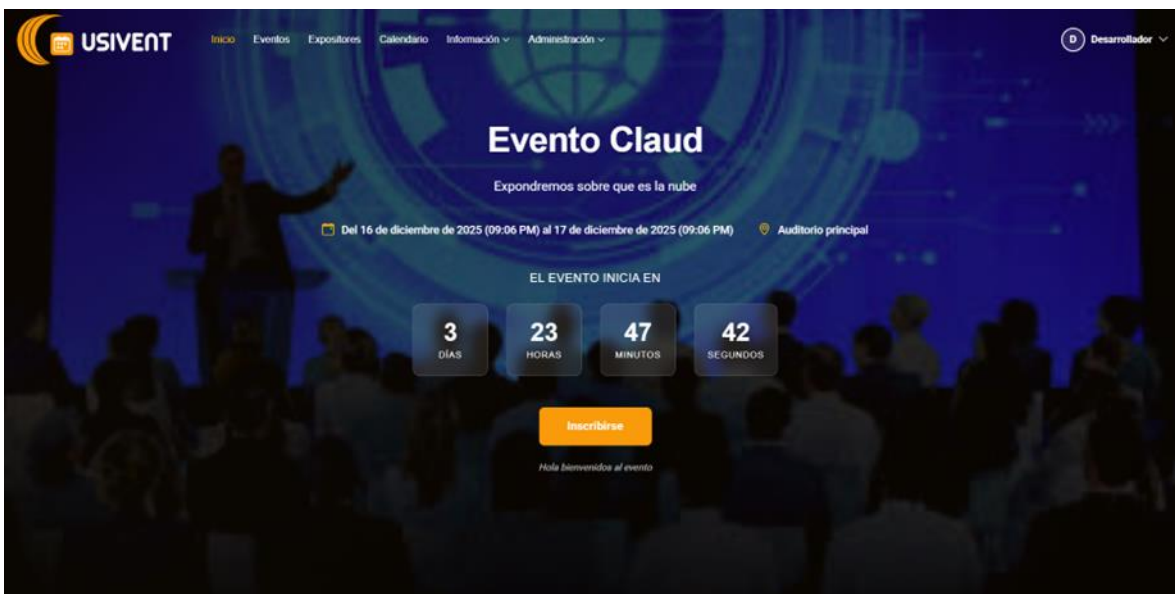 USIVENT
Inicio Eventos Expositores Calendario Información Administración
D Desarrollador
Evento Claud
Expondremos sobre que es la nube
Del 16 de diciembre de 2025 (09:06 PM) al 17 de diciembre de 2025 (09:06 PM) Auditorio principal
EL EVENTO INICIA EN
3 23 47 42
DÍAS HORAS MINUTOS SEGUNDOS
Inscribirse
Hola bienvenidos al evento